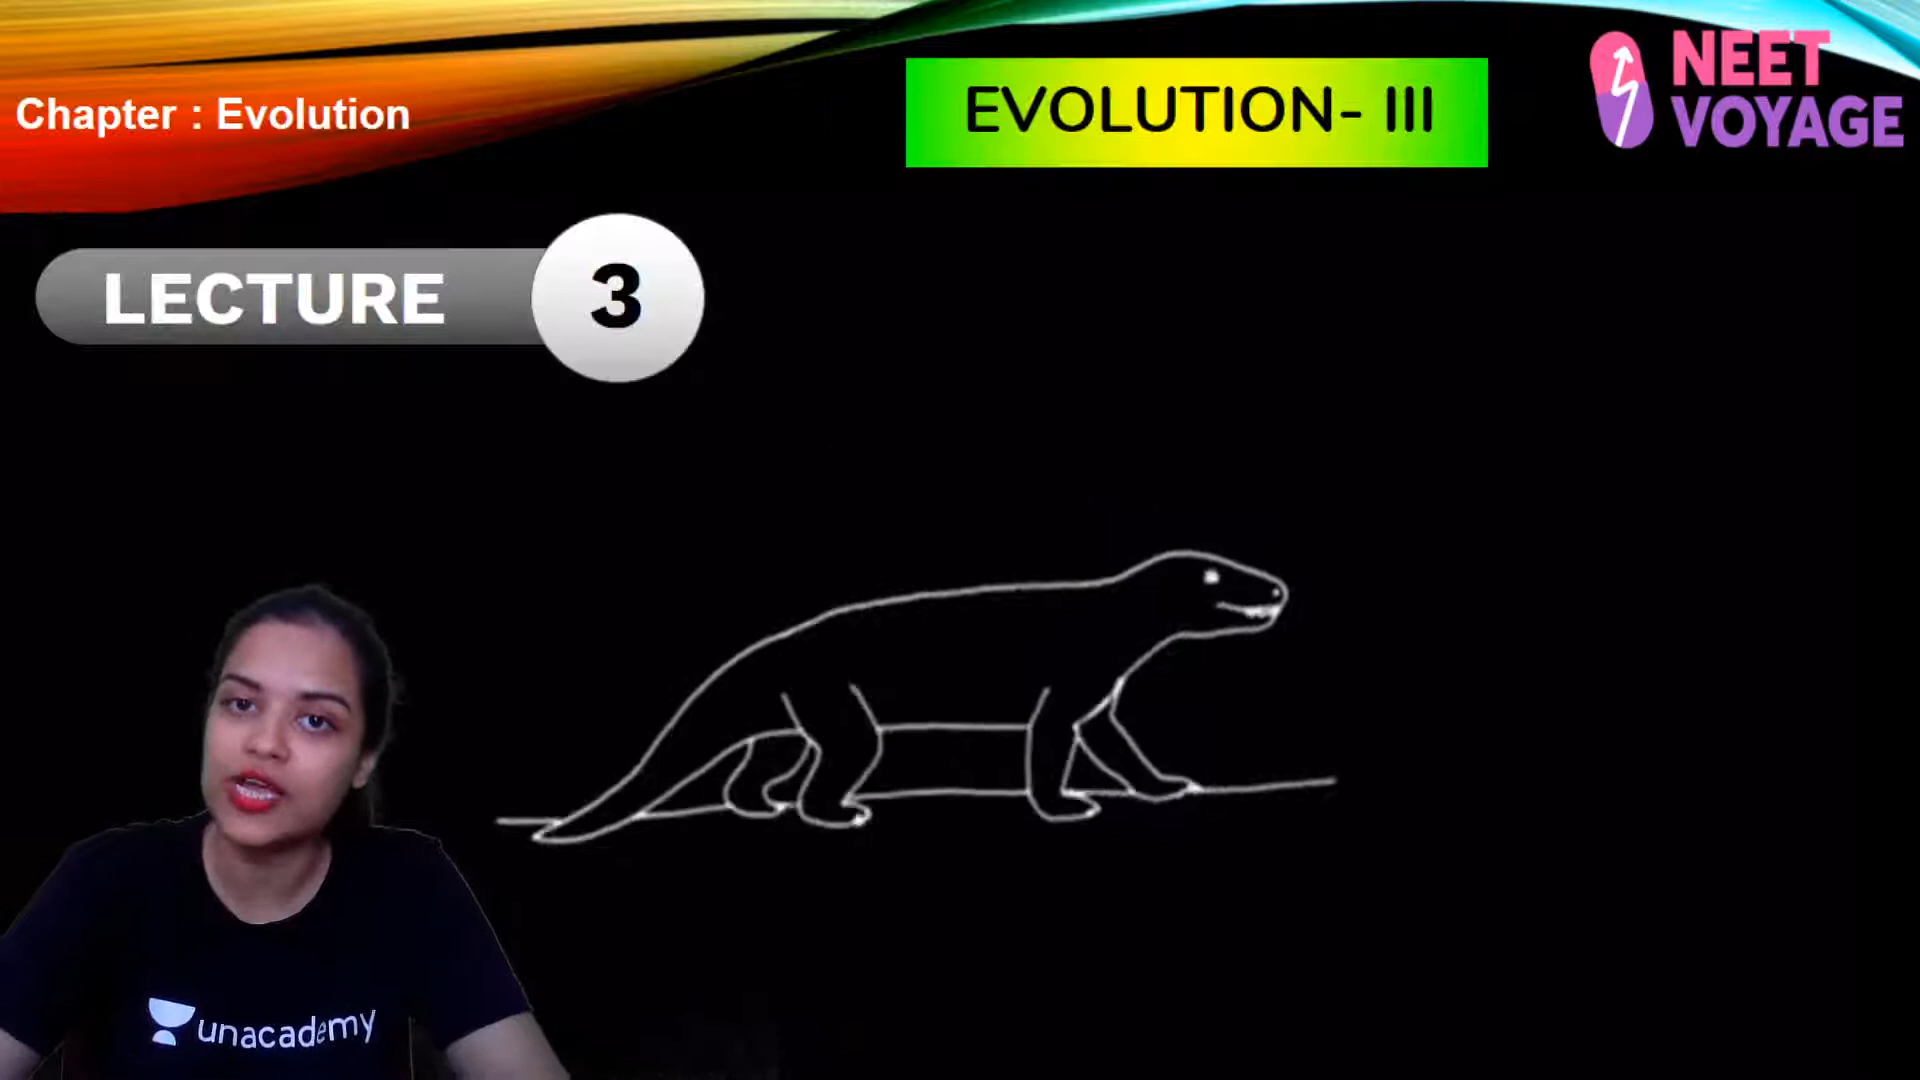 Chapter : Evolution
EVOLUTION- III
NEET
VOYAGE
LECTURE 3
unacademy